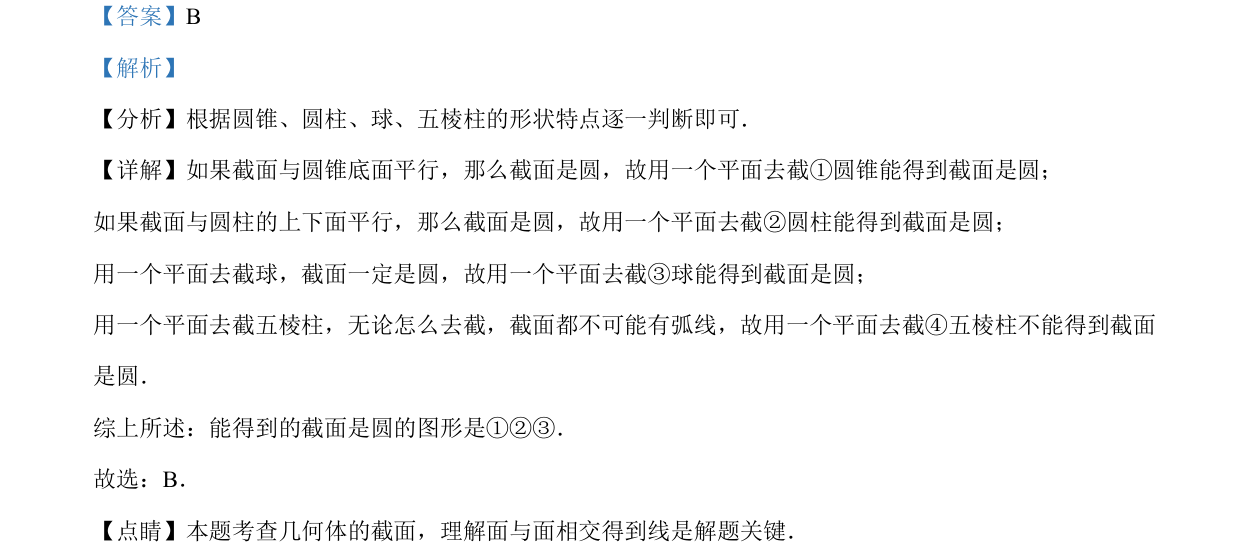 【答案】B
【解析】
【分析】根据圆锥、圆柱、球、五棱柱的形状特点逐一判断即可．
【详解】如果截面与圆锥底面平行，那么截面是圆，故用一个平面去截①圆锥能得到截面是圆；
如果截面与圆柱的上下面平行，那么截面是圆，故用一个平面去截②圆柱能得到截面是圆；
用一个平面去截球，截面一定是圆，故用一个平面去截③球能得到截面是圆；
用一个平面去截五棱柱，无论怎么去截，截面都不可能有弧线，故用一个平面去截④五棱柱不能得到截面
是圆．
综上所述：能得到的截面是圆的图形是①②③．
故选：B．
【点睛】本题考查几何体的截面，理解面与面相交得到线是解题关键．